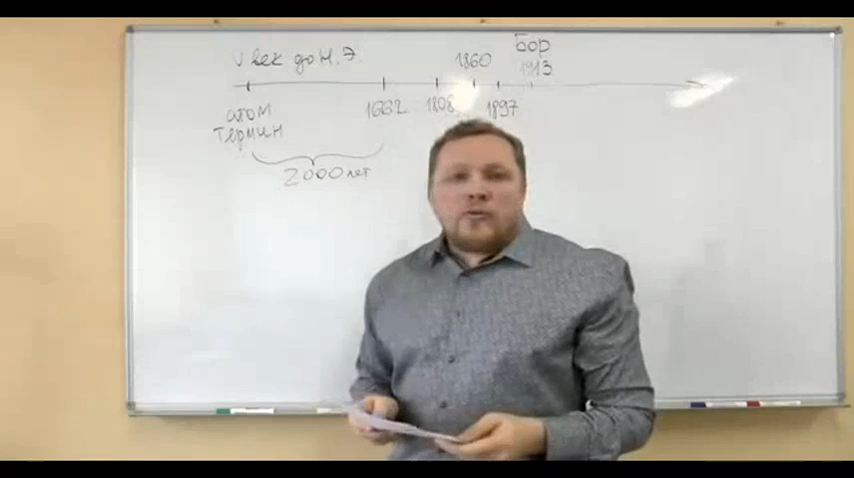 V век до н.Э.
1860
Бор
1913
атом
термин
1662
1808
1897
2000 лет